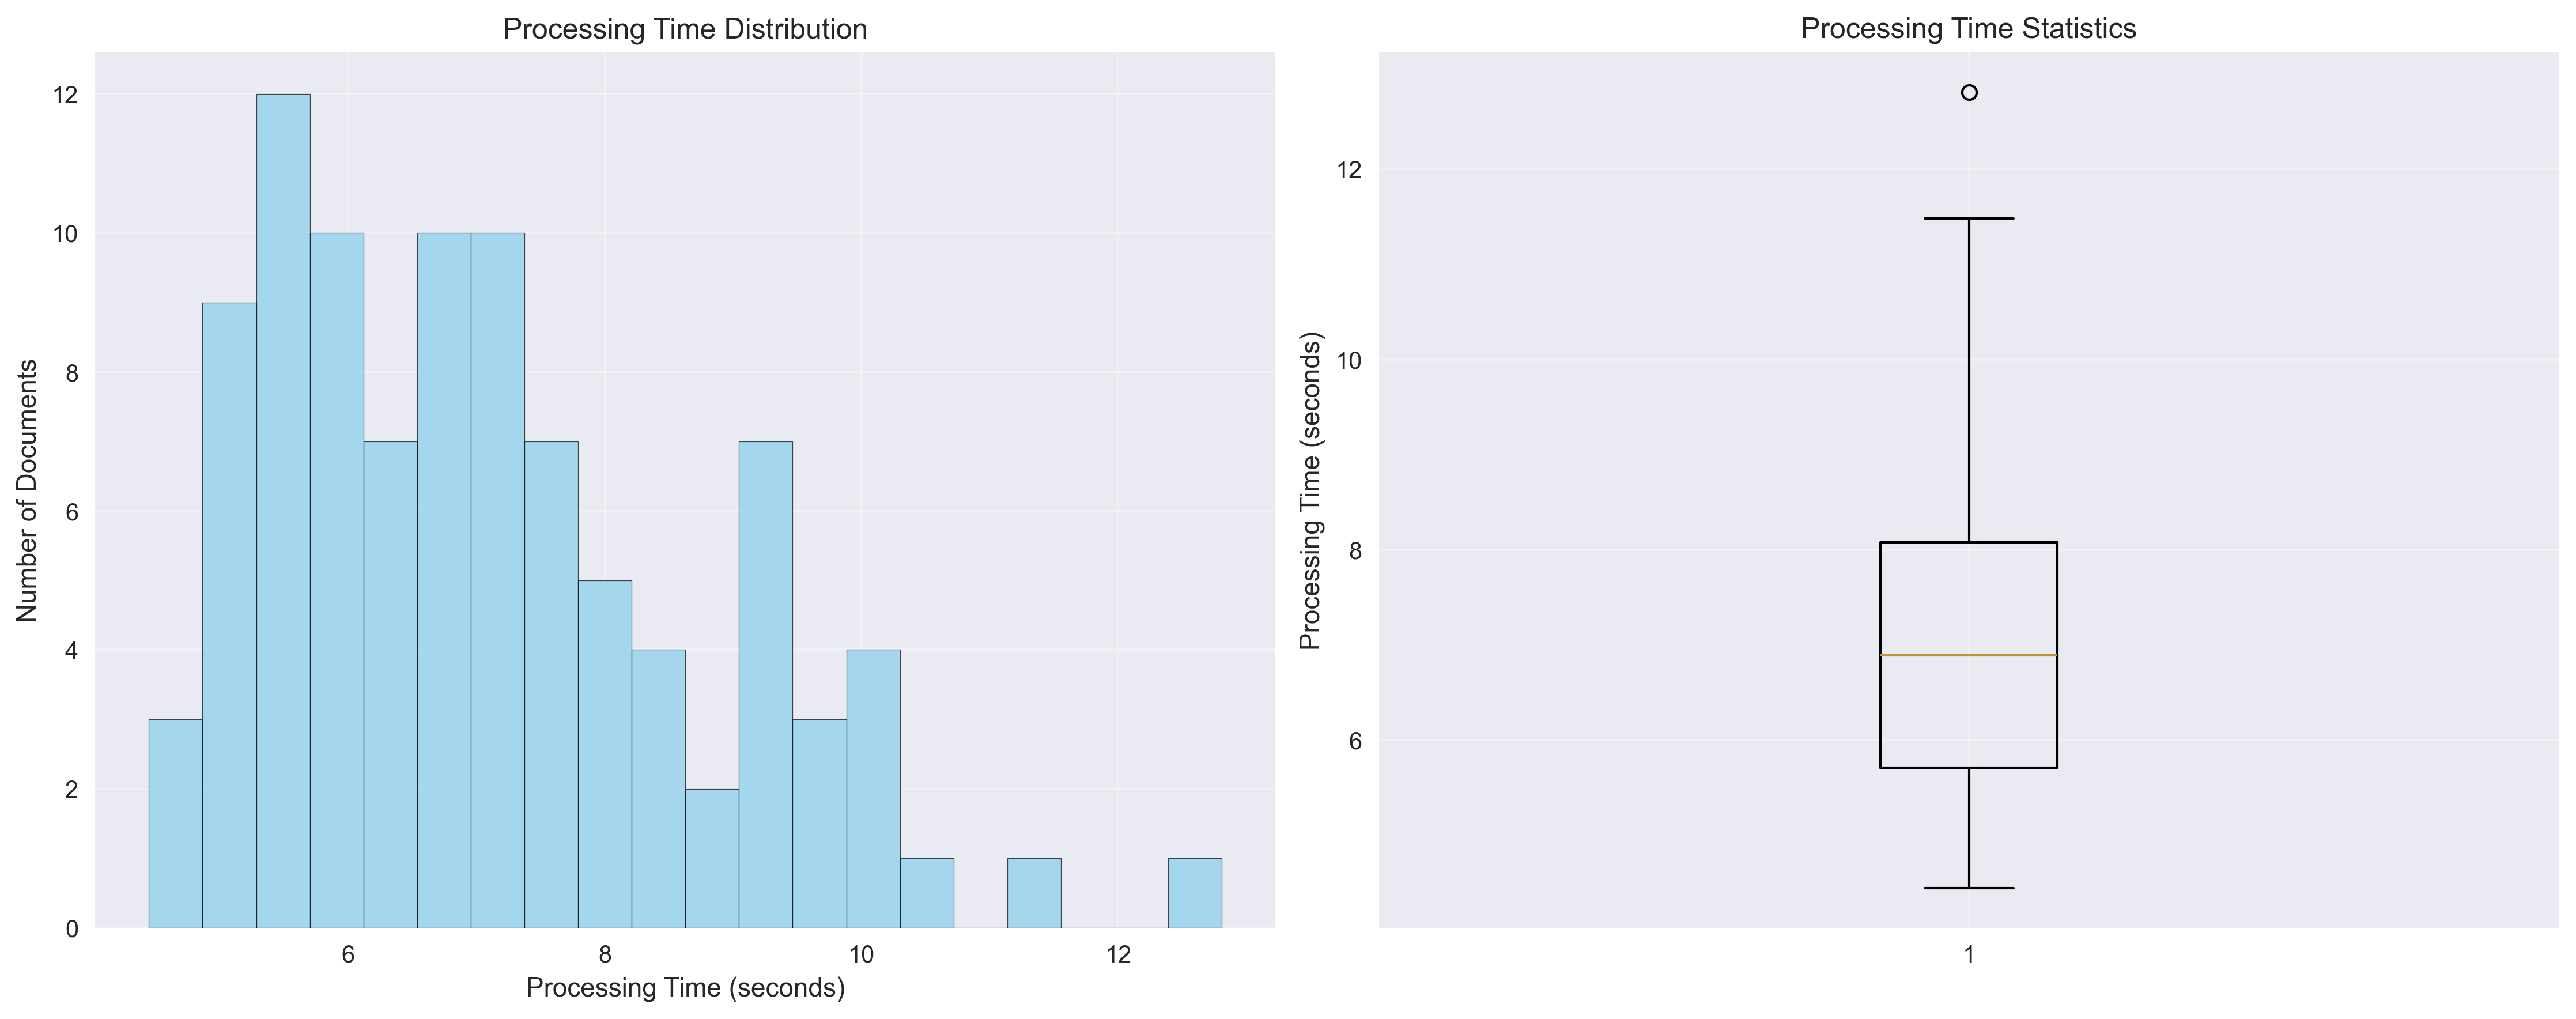 Processing Time Distribution
Number of Documents
12
10
8
6
4
2
0
6 8 10 12
Processing Time (seconds)
Processing Time Statistics
Processing Time (seconds)
12
10
8
6
1